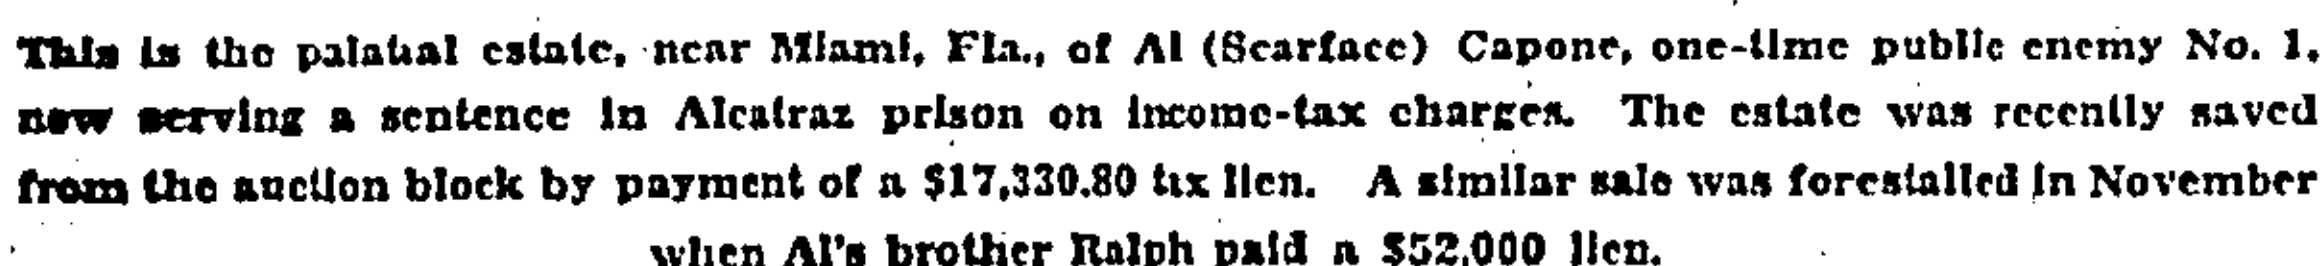 This is the palatial estate, near Miami, Fla., of Al (Scarface) Capone, one-time public enemy No. 1,
now serving a sentence in Alcatraz prison on income-tax charges. The estate was recently saved
from the auction block by payment of a $17,330.80 tax lien. A similar sale was forestalled in November
when Al's brother Ralph paid a $52,000 lien.